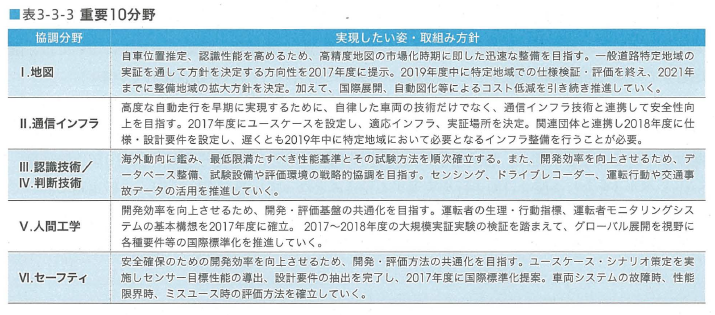 ■表3-3-3 重要10分野
協調分野
実現したい姿・取組み方針
Ⅰ.地図
自車位置推定、認識性能を高めるため、高精度地図の市場化時期に即した迅速な整備を目指す。一般道路特定地域の
実証を通して方針を決定する方向性を2017年度に提示。2019年度中に特定地域での仕様検証・評価を終え、2021年
までに整備地域の拡大方針を決定。加えて、国際展開、自動図化等によるコスト低減を引き続き推進していく。
Ⅱ.通信インフラ
高度な自動走行を早期に実現するために、自律した車両の技術だけでなく、通信インフラ技術と連携して安全性向
上を目指す。2017年度にユースケースを設定し、適応インフラ、実証場所を決定。関連団体と連携し2018年度に仕
様・設計要件を設定し、遅くとも2019年中に特定地域において必要となるインフラ整備を行うことが必要。
Ⅲ.認識技術/
Ⅳ.判断技術
海外動向に鑑み、最低限満たすべき性能基準とその試験方法を順次確立する。また、開発効率を向上させるため、デ
ータベース整備、試験設備や評価環境の戦略的協調を目指す。センシング、ドライブレコーダー、運転行動や交通事
故データの活用を推進していく。
Ⅴ.人間工学
開発効率を向上させるため、開発・評価基盤の共通化を目指す。運転者の生理・行動指標、運転者モニタリングシス
テムの基本構想を2017年度に確立。 2017〜2018年度の大規模実証実験の検証を踏まえて、グローバル展開を視野に
各種要件等の国際標準化を推進していく。
Ⅵ.セーフティ
安全確保のための開発効率を向上させるため、開発・評価方法の共通化を目指す。ユースケース・シナリオ策定を実
施しセンサー目標性能の導出、設計要件の抽出を完了し、2017年度に国際標準化提案。車両システムの故障時、性能
限界時、ミスユース時の評価方法を確立していく。